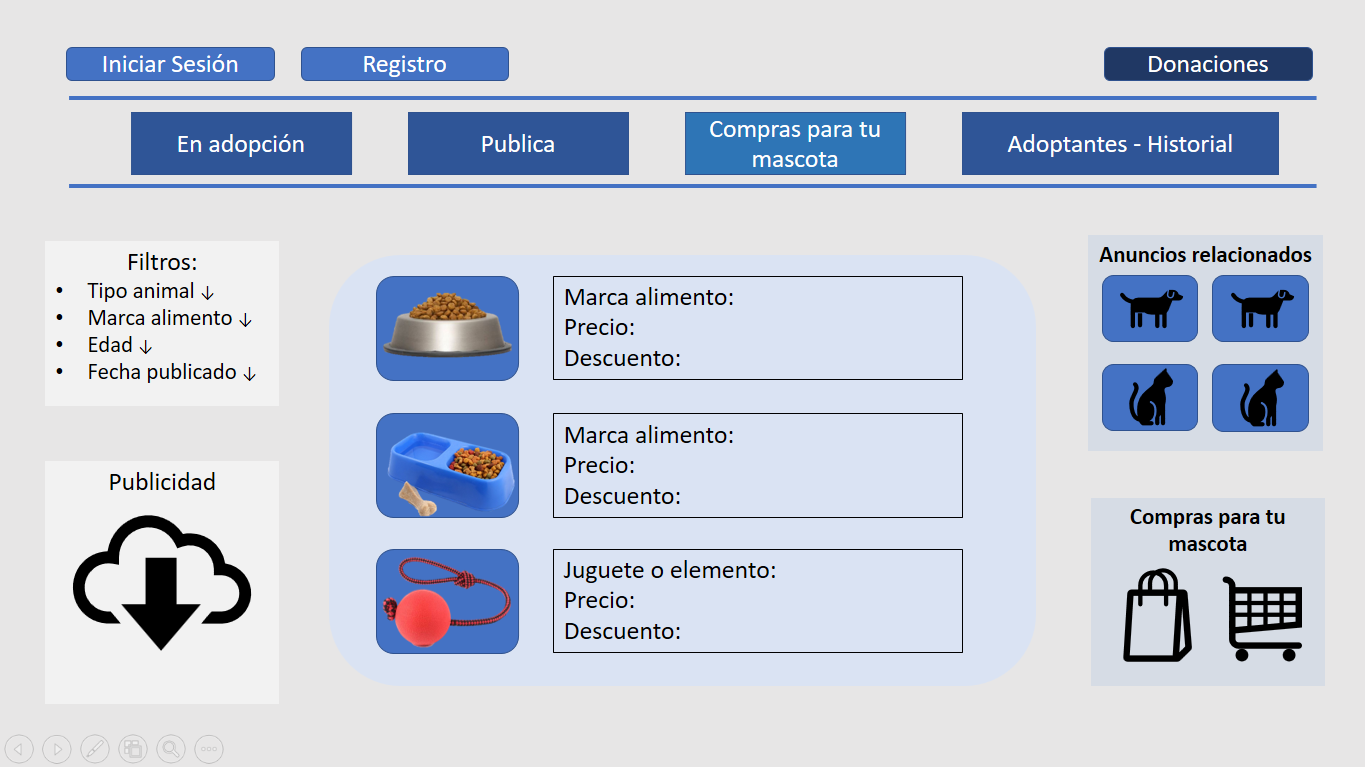 Iniciar Sesión
Registro
Donaciones
En adopción
Publica
Compras para tu
mascota
Adoptantes - Historial
Filtros:
• Tipo animal ↓
• Marca alimento ↓
• Edad ↓
• Fecha publicado ↓
Publicidad
Marca alimento:
Precio:
Descuento:
Marca alimento:
Precio:
Descuento:
Juguete o elemento:
Precio:
Descuento:
Anuncios relacionados
Compras para tu
mascota